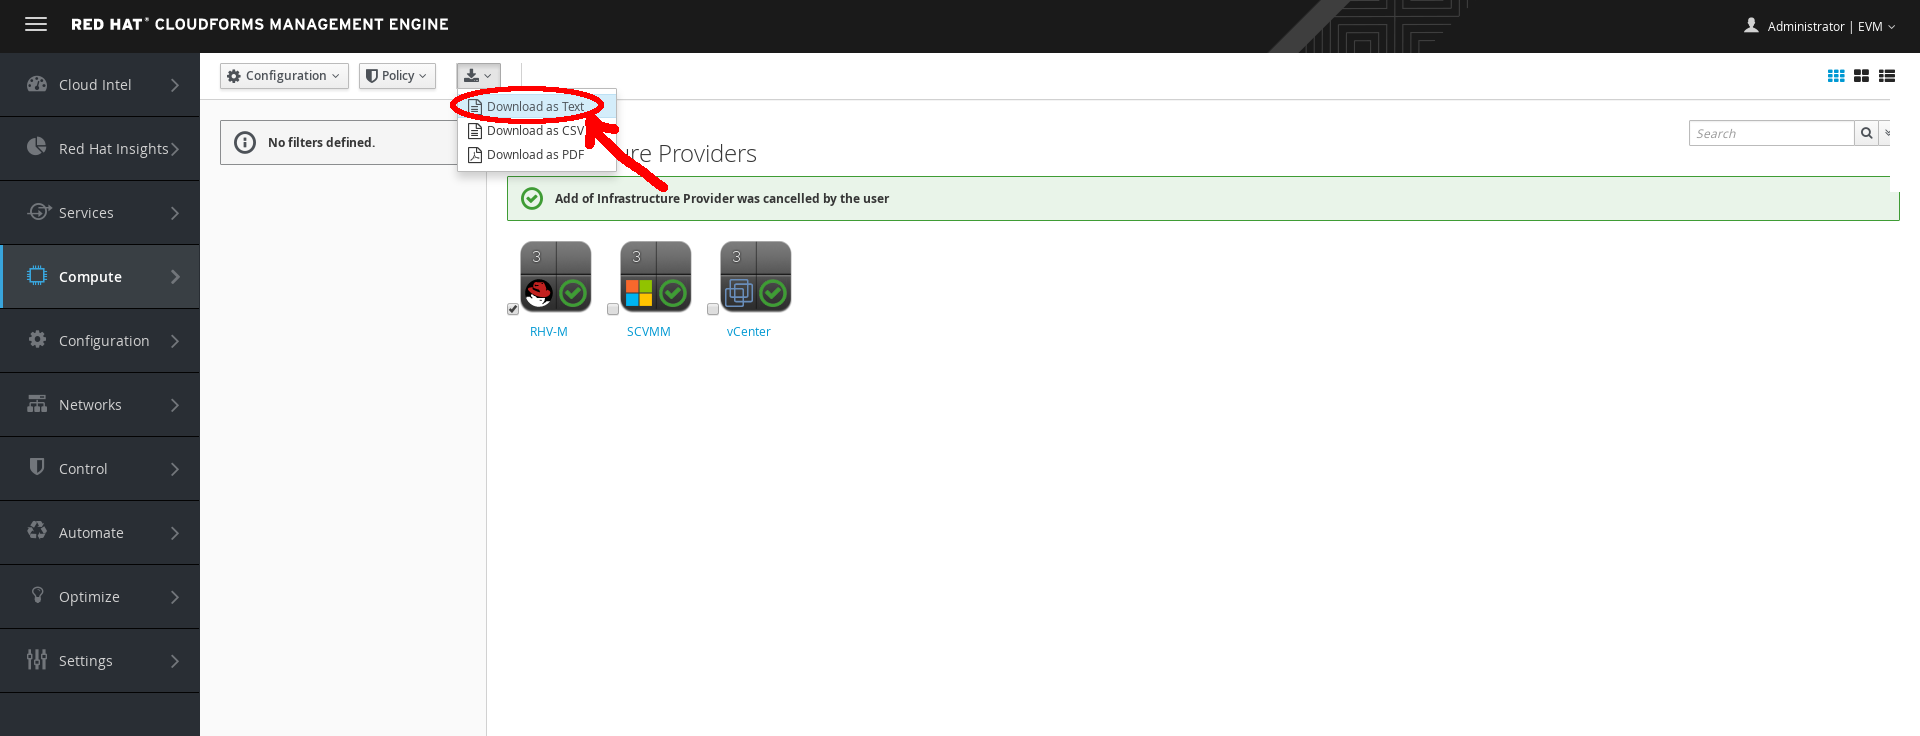 RED HAT® CLOUDFORMS MANAGEMENT ENGINE
Administrator | EVM
Cloud Intel
Red Hat Insights
Services
Compute
Configuration
Networks
Control
Automate
Optimize
Settings
Configuration
Policy
Download as Text
Download as CSV
Download as PDF
No filters defined.
Search
re Providers
Add of Infrastructure Provider was cancelled by the user
3
3
3
RHV-M
SCVMM
vCenter